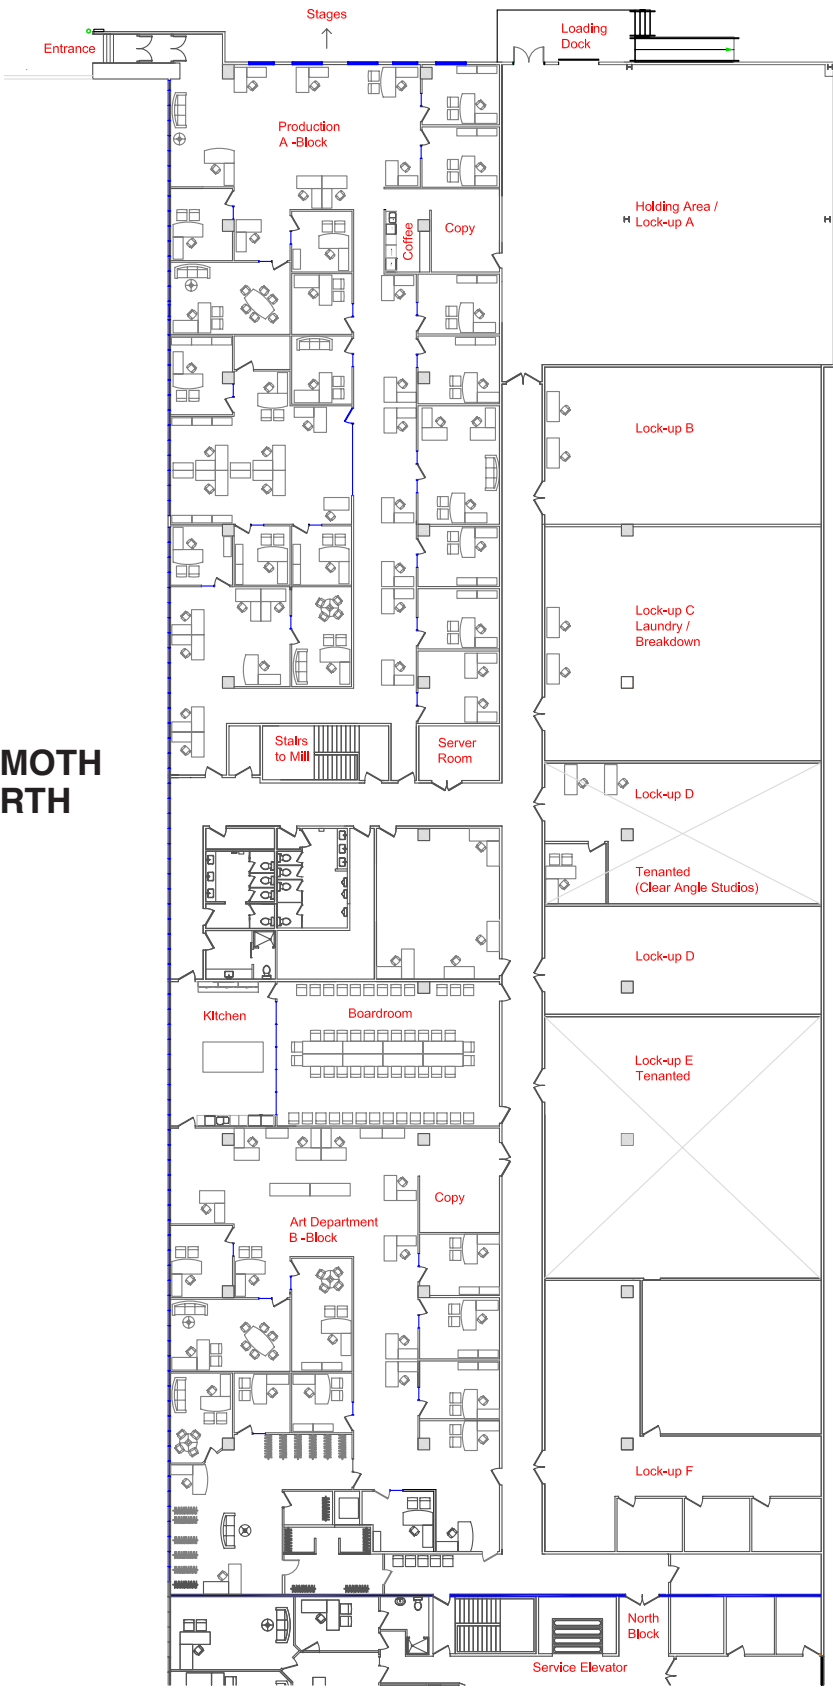 Stages
Entrance
Loading
Dock
Production
A -Block
Holding Area /
Lock-up A
Coffee
Copy
Lock-up B
Lock-up C
Laundry /
Breakdown
Stairs
to Mill
Server
Room
MOTH
RTH
Lock-up D
Tenanted
(Clear Angle Studios)
Lock-up D
Kitchen
Boardroom
Lock-up E
Tenanted
Copy
Art Department
B -Block
Lock-up F
North
Block
Service Elevator